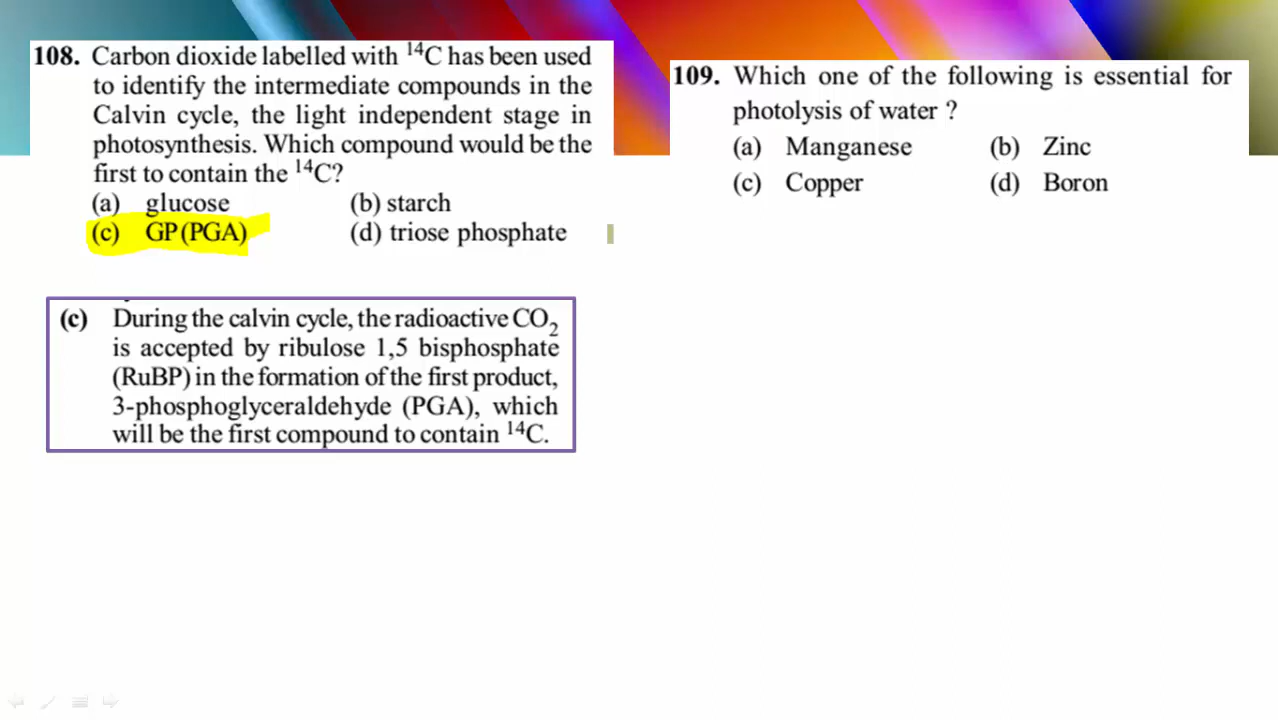 108. Carbon dioxide labelled with ¹⁴C has been used
to identify the intermediate compounds in the
Calvin cycle, the light independent stage in
photosynthesis. Which compound would be the
first to contain the ¹⁴C?
(a) glucose (b) starch
(c) GP (PGA) (d) triose phosphate
(c) During the calvin cycle, the radioactive CO₂
is accepted by ribulose 1,5 bisphosphate
(RuBP) in the formation of the first product,
3-phosphoglyceraldehyde (PGA), which
will be the first compound to contain ¹⁴C.
109. Which one of the following is essential for
photolysis of water ?
(a) Manganese (b) Zinc
(c) Copper (d) Boron